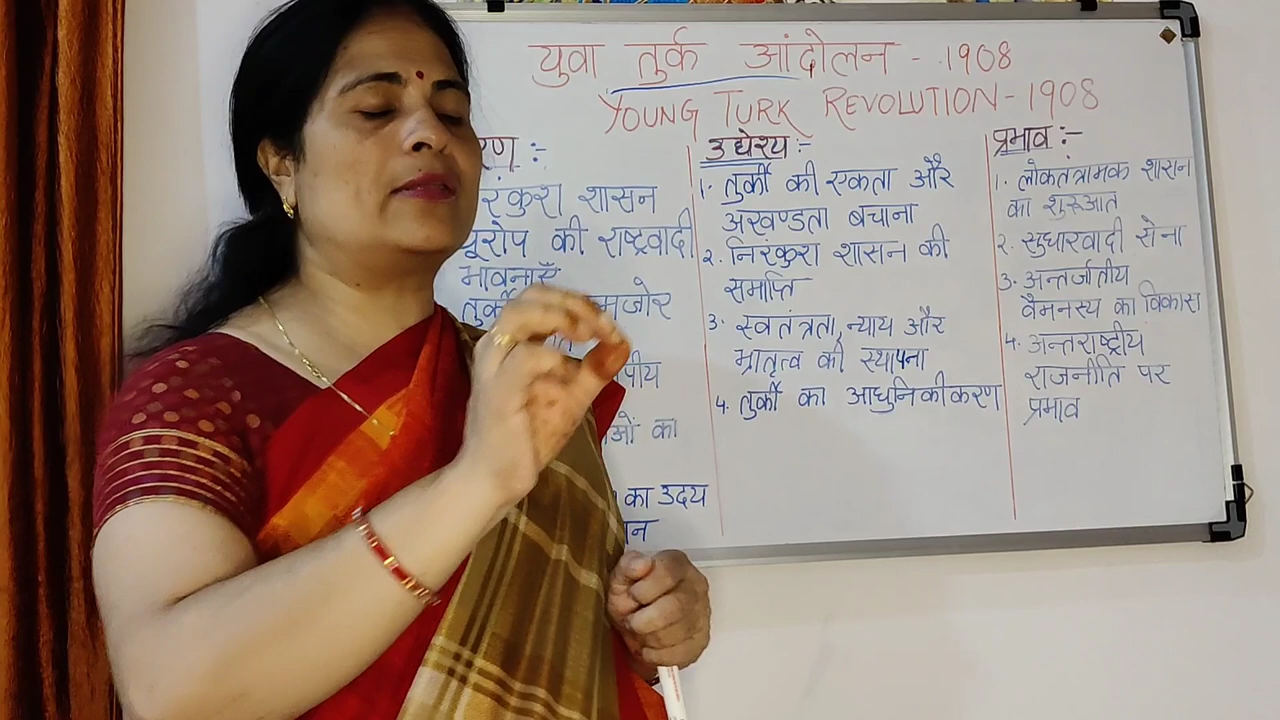 युवा तुर्क आंदोलन - 1908
YOUNG TURK REVOLUTION - 1908
रण :-
रंकुश शासन
यूरोप की राष्ट्रवादी
भावनाएँ
तुर्की मजोर
पीय
ओं का
का उदय
उद्येश्य :-
1. तुर्की की एकता और
अखण्डता बचाना
2. निरंकुश शासन की
समाप्ति
3. स्वतंत्रता, न्याय और
भ्रातृत्व की स्थापना
4. तुर्की का आधुनिकीकरण
प्रभाव :-
1. लोकतंत्रामक शासन
का शुरुआत
2. सुधारवादी सेना
3. अन्तर्जातीय
वैमनस्य का विकास
4. अन्तराष्ट्रीय
राजनीति पर
प्रभाव